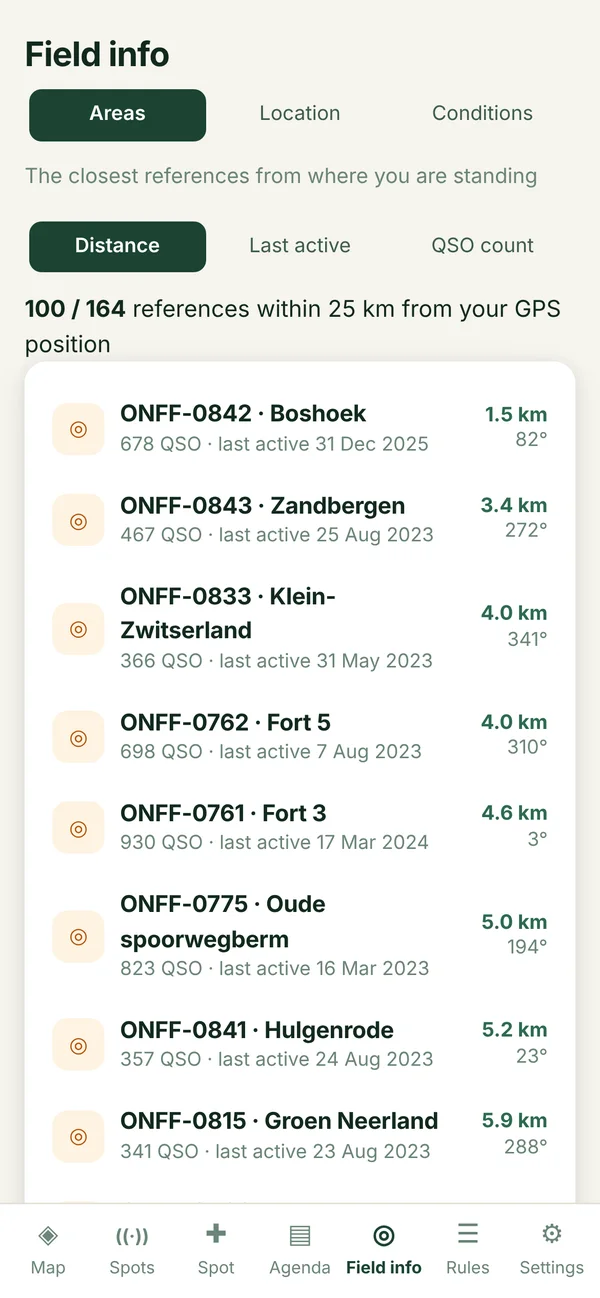 Field info
Areas Location Conditions
The closest references from where you are standing
Distance Last active QSO count
100 / 164 references within 25 km from your GPS
position
ONFF-0842 · Boshoek 1.5 km
678 QSO · last active 31 Dec 2025 82°
ONFF-0843 · Zandbergen 3.4 km
467 QSO · last active 25 Aug 2023 272°
ONFF-0833 · Klein-
Zwitserland 4.0 km
366 QSO · last active 31 May 2023 341°
ONFF-0762 · Fort 5 4.0 km
698 QSO · last active 7 Aug 2023 310°
ONFF-0761 · Fort 3 4.6 km
930 QSO · last active 17 Mar 2024 3°
ONFF-0775 · Oude
spoorwegberm 5.0 km
823 QSO · last active 16 Mar 2023 194°
ONFF-0841 · Hulgenrode 5.2 km
357 QSO · last active 24 Aug 2023 23°
ONFF-0815 · Groen Neerland 5.9 km
341 QSO · last active 23 Aug 2023 288°
Map Spots Spot Agenda Field info Rules Settings